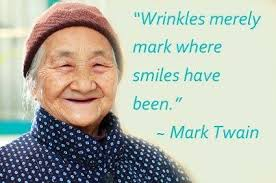 "Wrinkles merely
mark where
smiles have
been."
~ Mark Twain